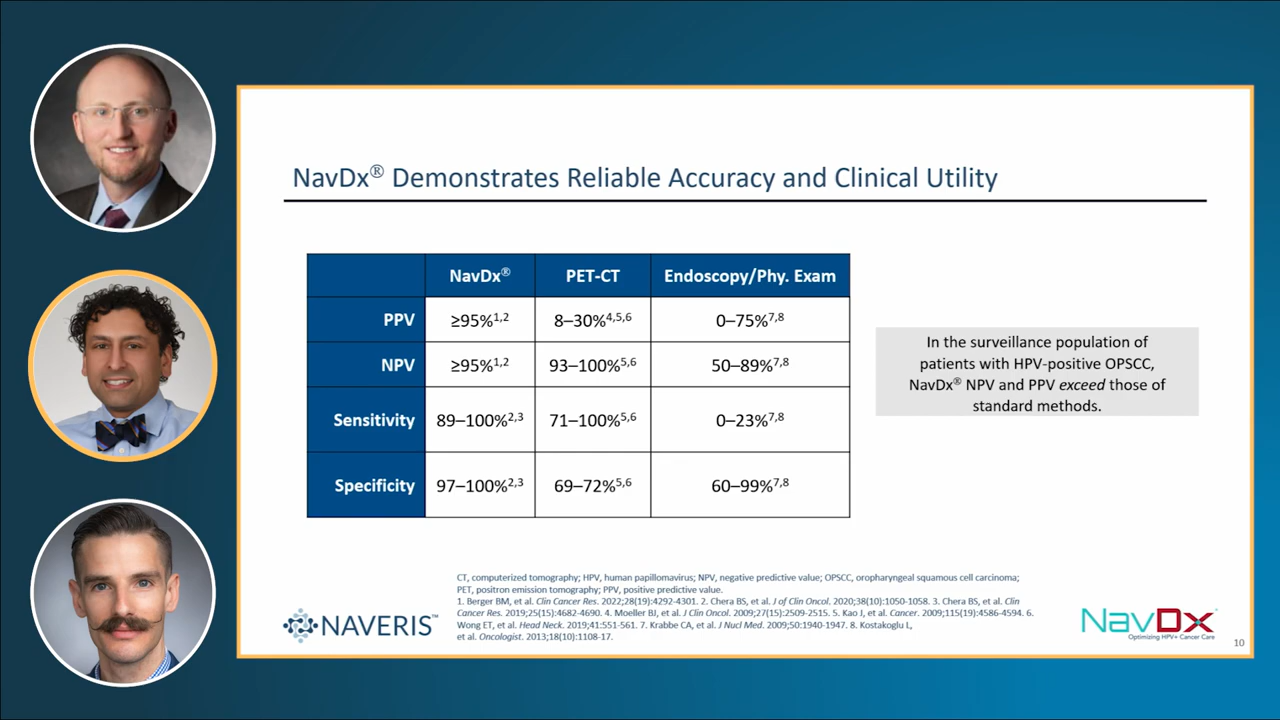 NavDx® Demonstrates Reliable Accuracy and Clinical Utility
NavDx® PET-CT Endoscopy/Phy. Exam
PPV ≥95%1,2 8–30%4,5,6 0–75%7,8
NPV ≥95%1,2 93–100%5,6 50–89%7,8
Sensitivity 89–100%2,3 71–100%5,6 0–23%7,8
Specificity 97–100%2,3 69–72%5,6 60–99%7,8
In the surveillance population of
patients with HPV-positive OPSCC,
NavDx® NPV and PPV exceed those of
standard methods.
CT, computerized tomography; HPV, human papillomavirus; NPV, negative predictive value; OPSCC, oropharyngeal squamous cell carcinoma;
PET, positron emission tomography; PPV, positive predictive value.
1. Berger BM, et al. Clin Cancer Res. 2022;28(19):4292-4301. 2. Chera BS, et al. J of Clin Oncol. 2020;38(10):1050-1058. 3. Chera BS, et al. Clin
Cancer Res. 2019;25(15):4682-4690. 4. Moeller BJ, et al. J Clin Oncol. 2009;27(15):2509-2515. 5. Kao J, et al. Cancer. 2009;115(19):4586-4594. 6.
Wong ET, et al. Head Neck. 2019;41:551-561. 7. Krabbe CA, et al. J Nucl Med. 2009;50:1940-1947. 8. Kostakoglu L,
et al. Oncologist. 2013;18(10):1108-17.
NAVERIS™
NavDx®
Optimizing HPV+ Cancer Care
10